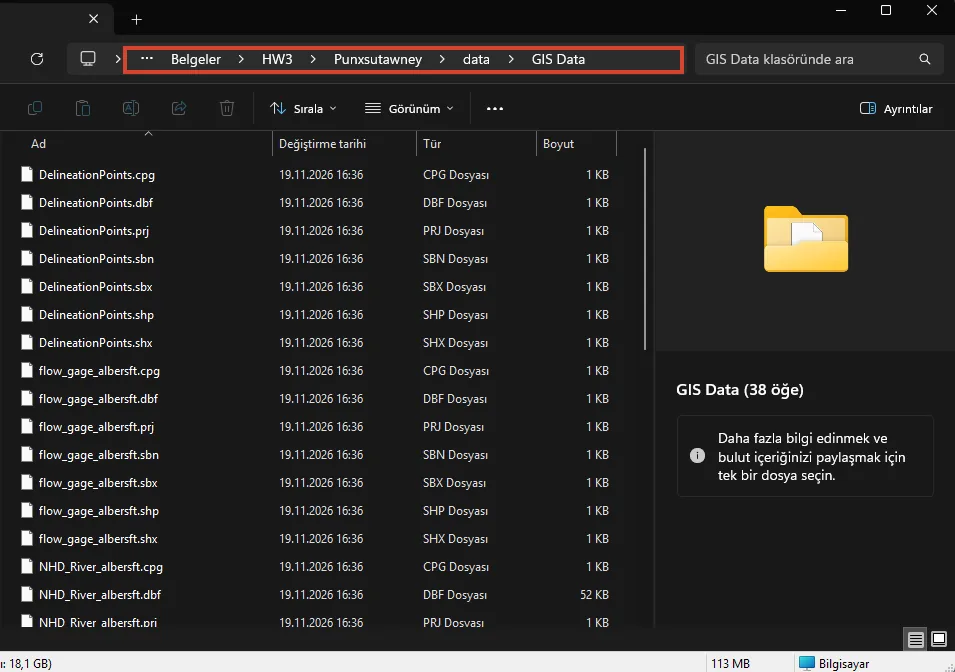 ··· Belgeler > HW3 > Punxsutawney > data > GIS Data
GIS Data klasöründe ara
Sırala
Görünüm
···
Ayrıntılar
Ad Değiştirme tarihi Tür Boyut
DelineationPoints.cpg 19.11.2026 16:36 CPG Dosyası 1 KB
DelineationPoints.dbf 19.11.2026 16:36 DBF Dosyası 1 KB
DelineationPoints.prj 19.11.2026 16:36 PRJ Dosyası 1 KB
DelineationPoints.sbn 19.11.2026 16:36 SBN Dosyası 1 KB
DelineationPoints.sbx 19.11.2026 16:36 SBX Dosyası 1 KB
DelineationPoints.shp 19.11.2026 16:36 SHP Dosyası 1 KB
DelineationPoints.shx 19.11.2026 16:36 SHX Dosyası 1 KB
flow_gage_albersft.cpg 19.11.2026 16:36 CPG Dosyası 1 KB
flow_gage_albersft.dbf 19.11.2026 16:36 DBF Dosyası 1 KB
flow_gage_albersft.prj 19.11.2026 16:36 PRJ Dosyası 1 KB
flow_gage_albersft.sbn 19.11.2026 16:36 SBN Dosyası 1 KB
flow_gage_albersft.sbx 19.11.2026 16:36 SBX Dosyası 1 KB
flow_gage_albersft.shp 19.11.2026 16:36 SHP Dosyası 1 KB
flow_gage_albersft.shx 19.11.2026 16:36 SHX Dosyası 1 KB
NHD_River_albersft.cpg 19.11.2026 16:36 CPG Dosyası 1 KB
NHD_River_albersft.dbf 19.11.2026 16:36 DBF Dosyası 52 KB
NHD_River_albersft.prj 19.11.2026 16:36 PRJ Dosyası 1 KB
GIS Data (38 öğe)
Daha fazla bilgi edinmek ve
bulut içeriğinizi paylaşmak için
tek bir dosya seçin.
ı: 18,1 GB)
113 MB
Bilgisayar